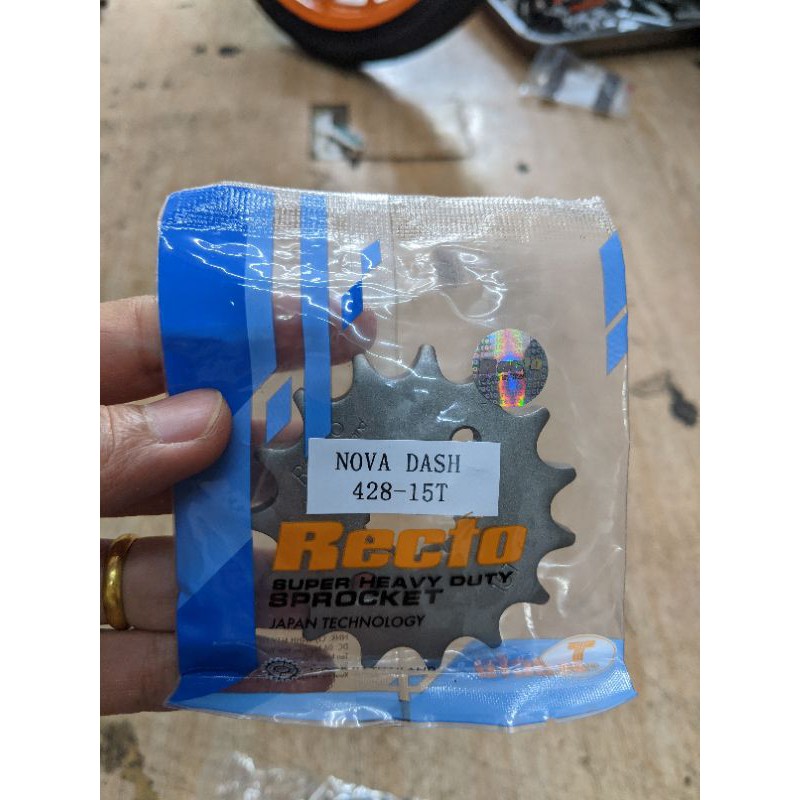 NOVA DASH
428-15T
Recto
SUPER HEAVY DUTY
SPROCKET
JAPAN TECHNOLOGY